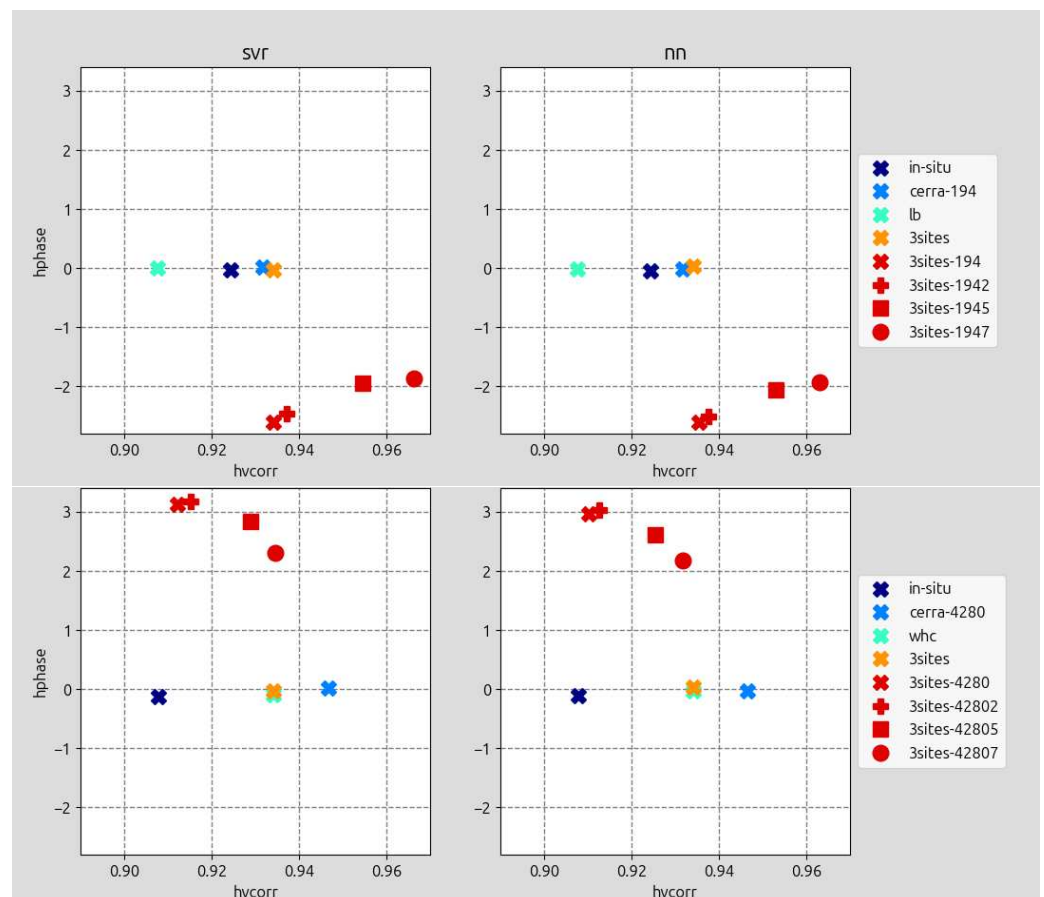 svr
nn
3
2
1
0
−1
−2
hphase
0.90 0.92 0.94 0.96
hvcorr
0.90 0.92 0.94 0.96
hvcorr
3
2
1
0
−1
−2
in-situ
cerra-194
lb
3sites
3sites-194
3sites-1942
3sites-1945
3sites-1947
3
2
1
0
−1
−2
hphase
0.90 0.92 0.94 0.96
hvcorr
3
2
1
0
−1
−2
0.90 0.92 0.94 0.96
hvcorr
in-situ
cerra-4280
whc
3sites
3sites-4280
3sites-42802
3sites-42805
3sites-42807